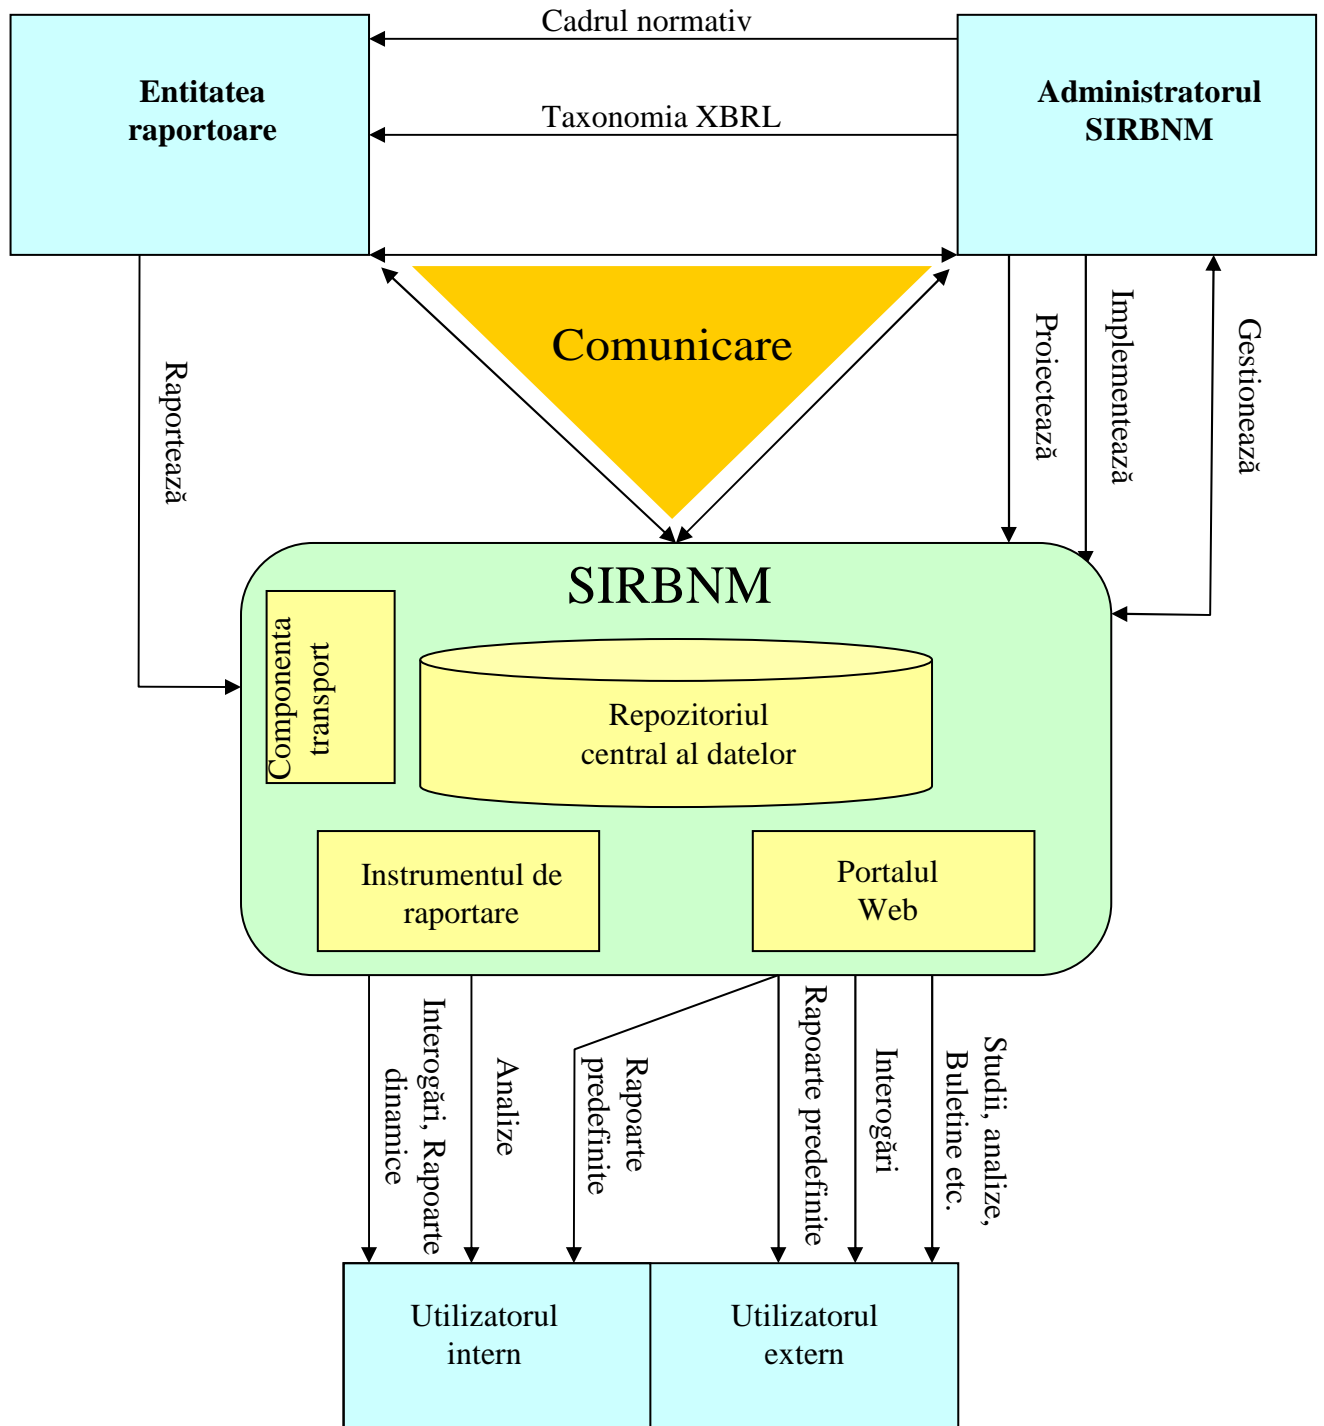 Cadrul normativ
Entitatea
raportoare
Administratorul
SIRBNM
Taxonomia XBRL
Comunicare
Raportează
Proiectează
Implementează
Gestionează
SIRBNM
Componenta
transport
Repozitoriul
central al datelor
Instrumentul de
raportare
Portalul
Web
Interogări, Rapoarte
dinamice
Analize
Rapoarte
predefinite
Rapoarte predefinite
Interogări
Studii, analize,
Buletine etc.
Utilizatorul
intern
Utilizatorul
extern